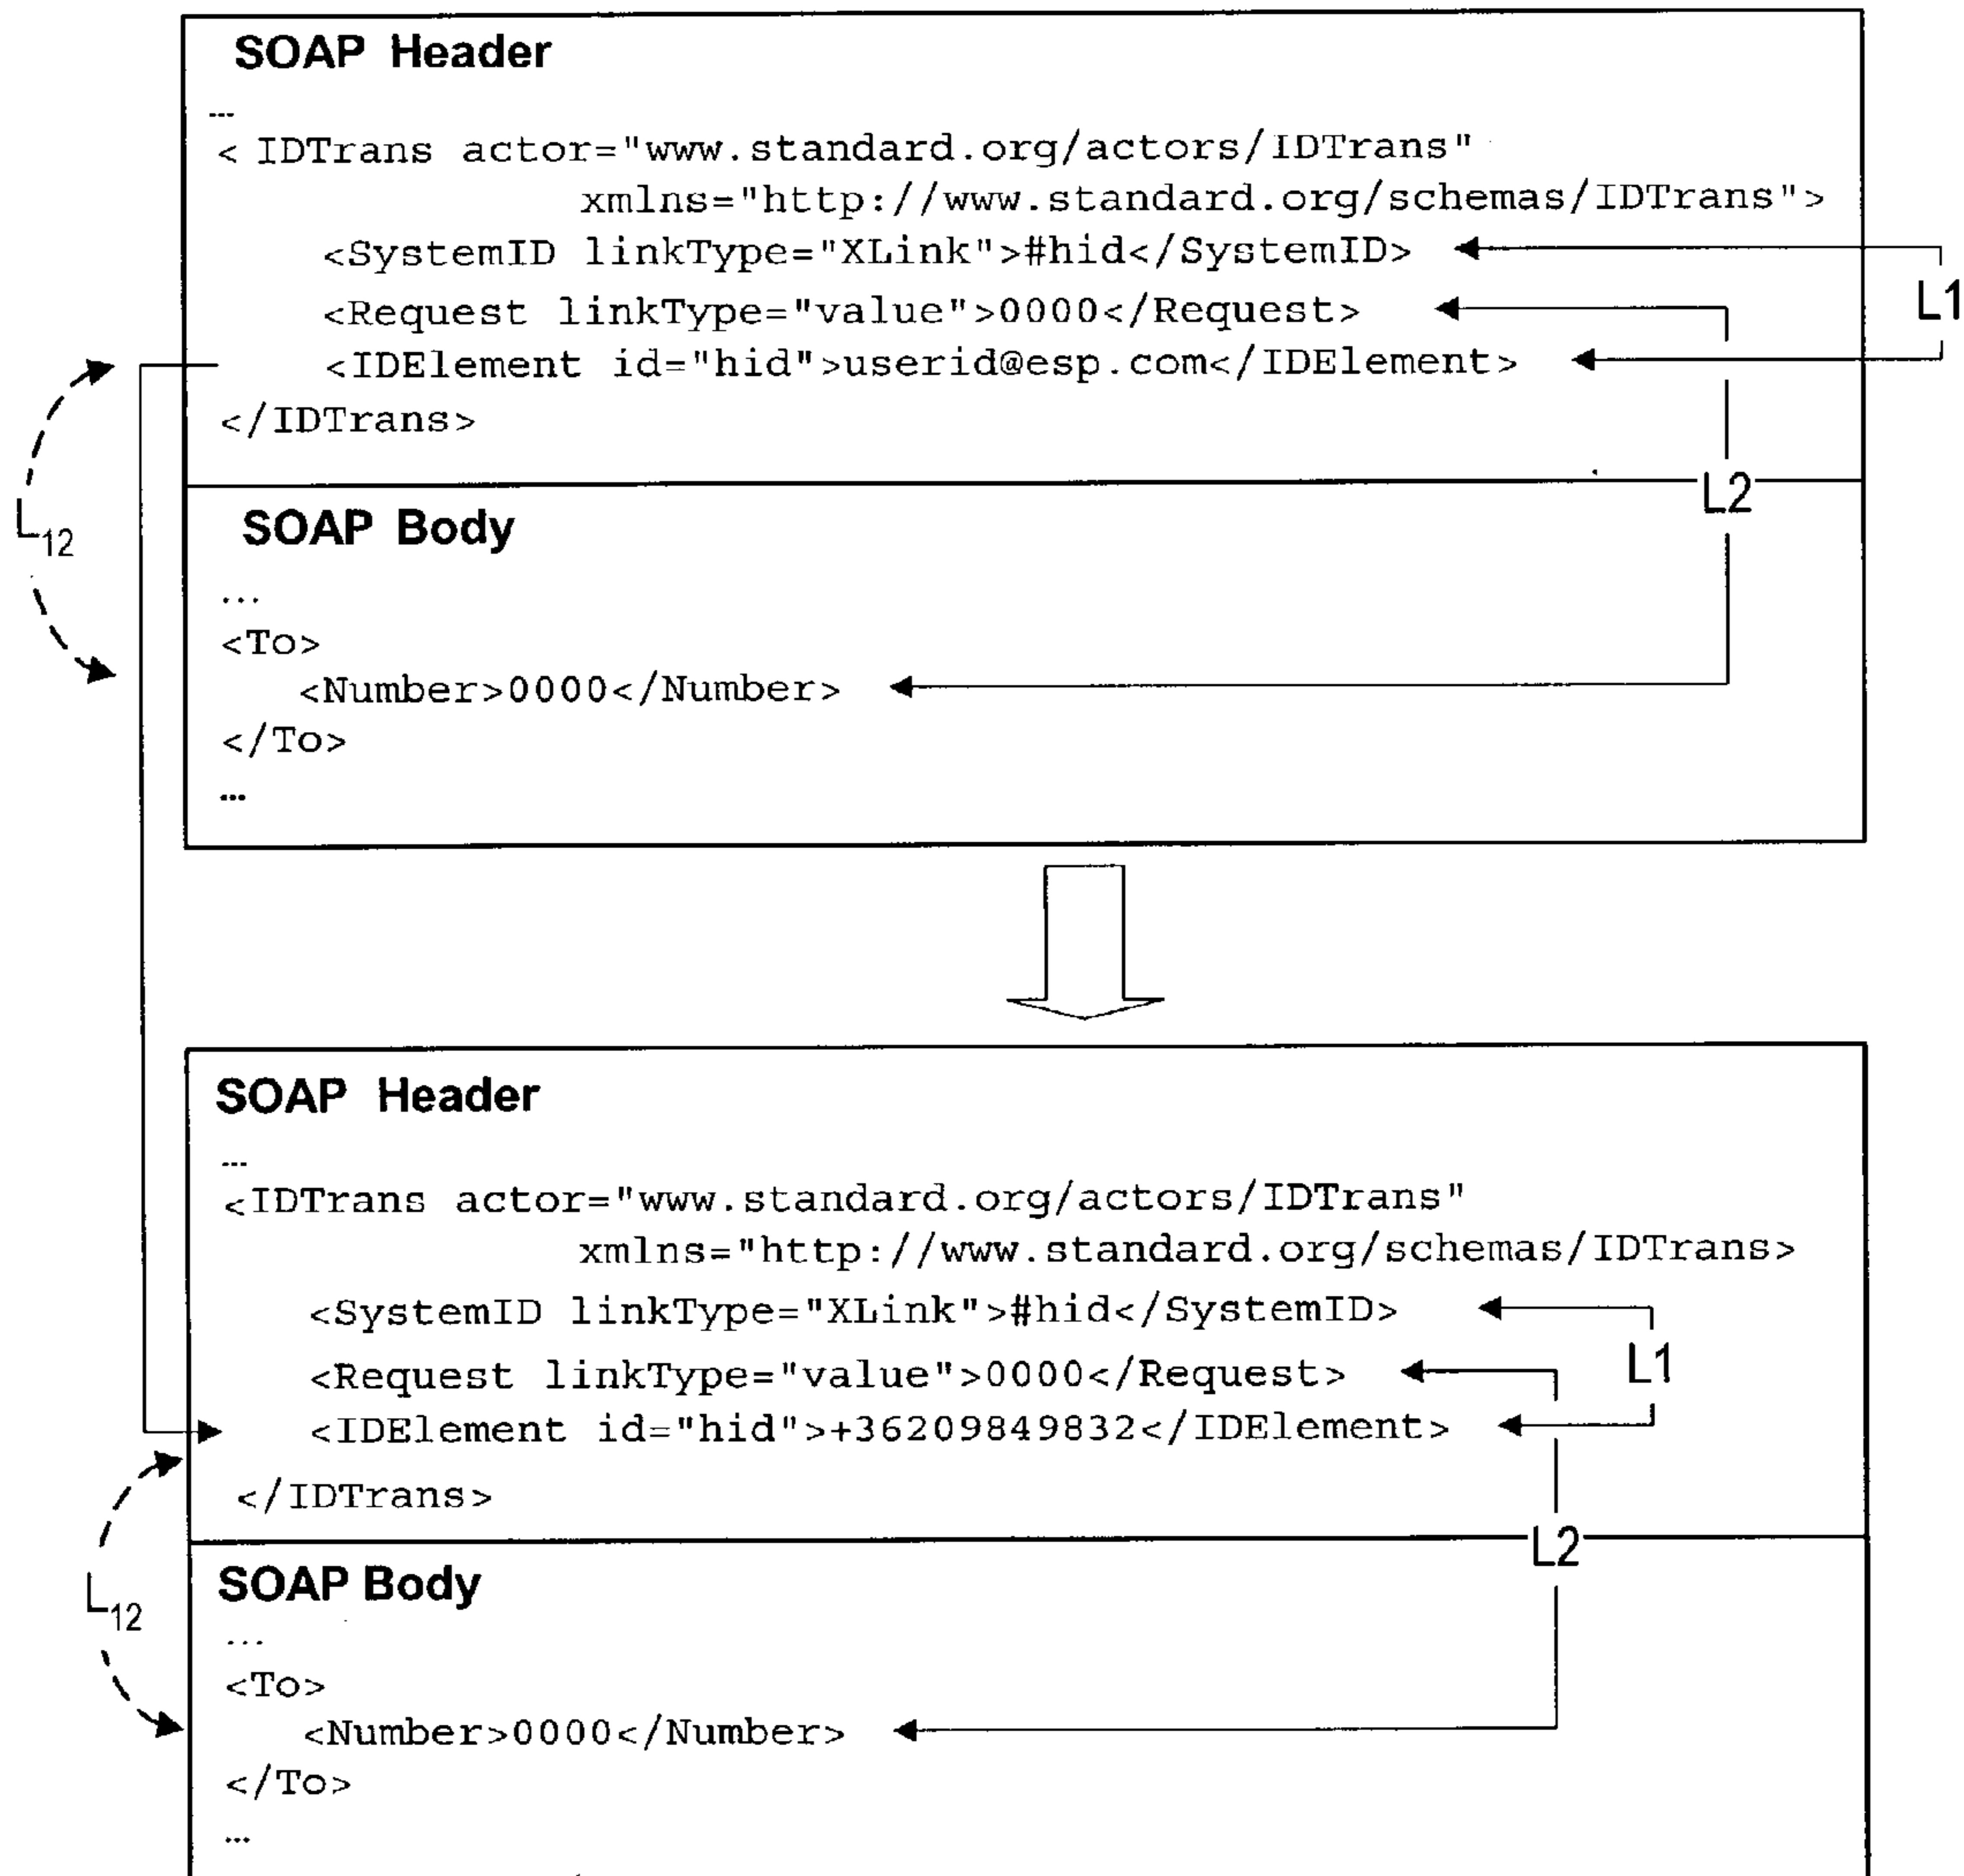 SOAP Header
...
< IDTrans actor="www.standard.org/actors/IDTrans"
xmlns="http://www.standard.org/schemas/IDTrans">
<SystemID linkType="XLink">#hid</SystemID>
L1
<Request linkType="value">0000</Request>
<IDElement id="hid">userid@esp.com</IDElement>
</IDTrans>
L2
L12
SOAP Body
...
<To>
<Number>0000</Number>
</To>
...
SOAP Header
...
<IDTrans actor="www.standard.org/actors/IDTrans"
xmlns="http://www.standard.org/schemas/IDTrans>
<SystemID linkType="XLink">#hid</SystemID>
L1
<Request linkType="value">0000</Request>
<IDElement id="hid">+36209849832</IDElement>
</IDTrans>
L2
L12
SOAP Body
...
<To>
<Number>0000</Number>
</To>
...